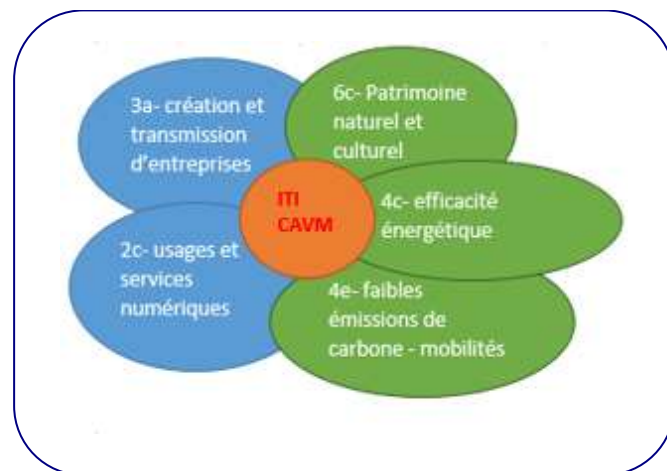 3a- création et
transmission
d'entreprises
6c- Patrimoine
naturel et
culturel
ITI
CAVM
4c- efficacité
énergétique
2c- usages et
services
numériques
4e- faibles
émissions de
carbone - mobilités